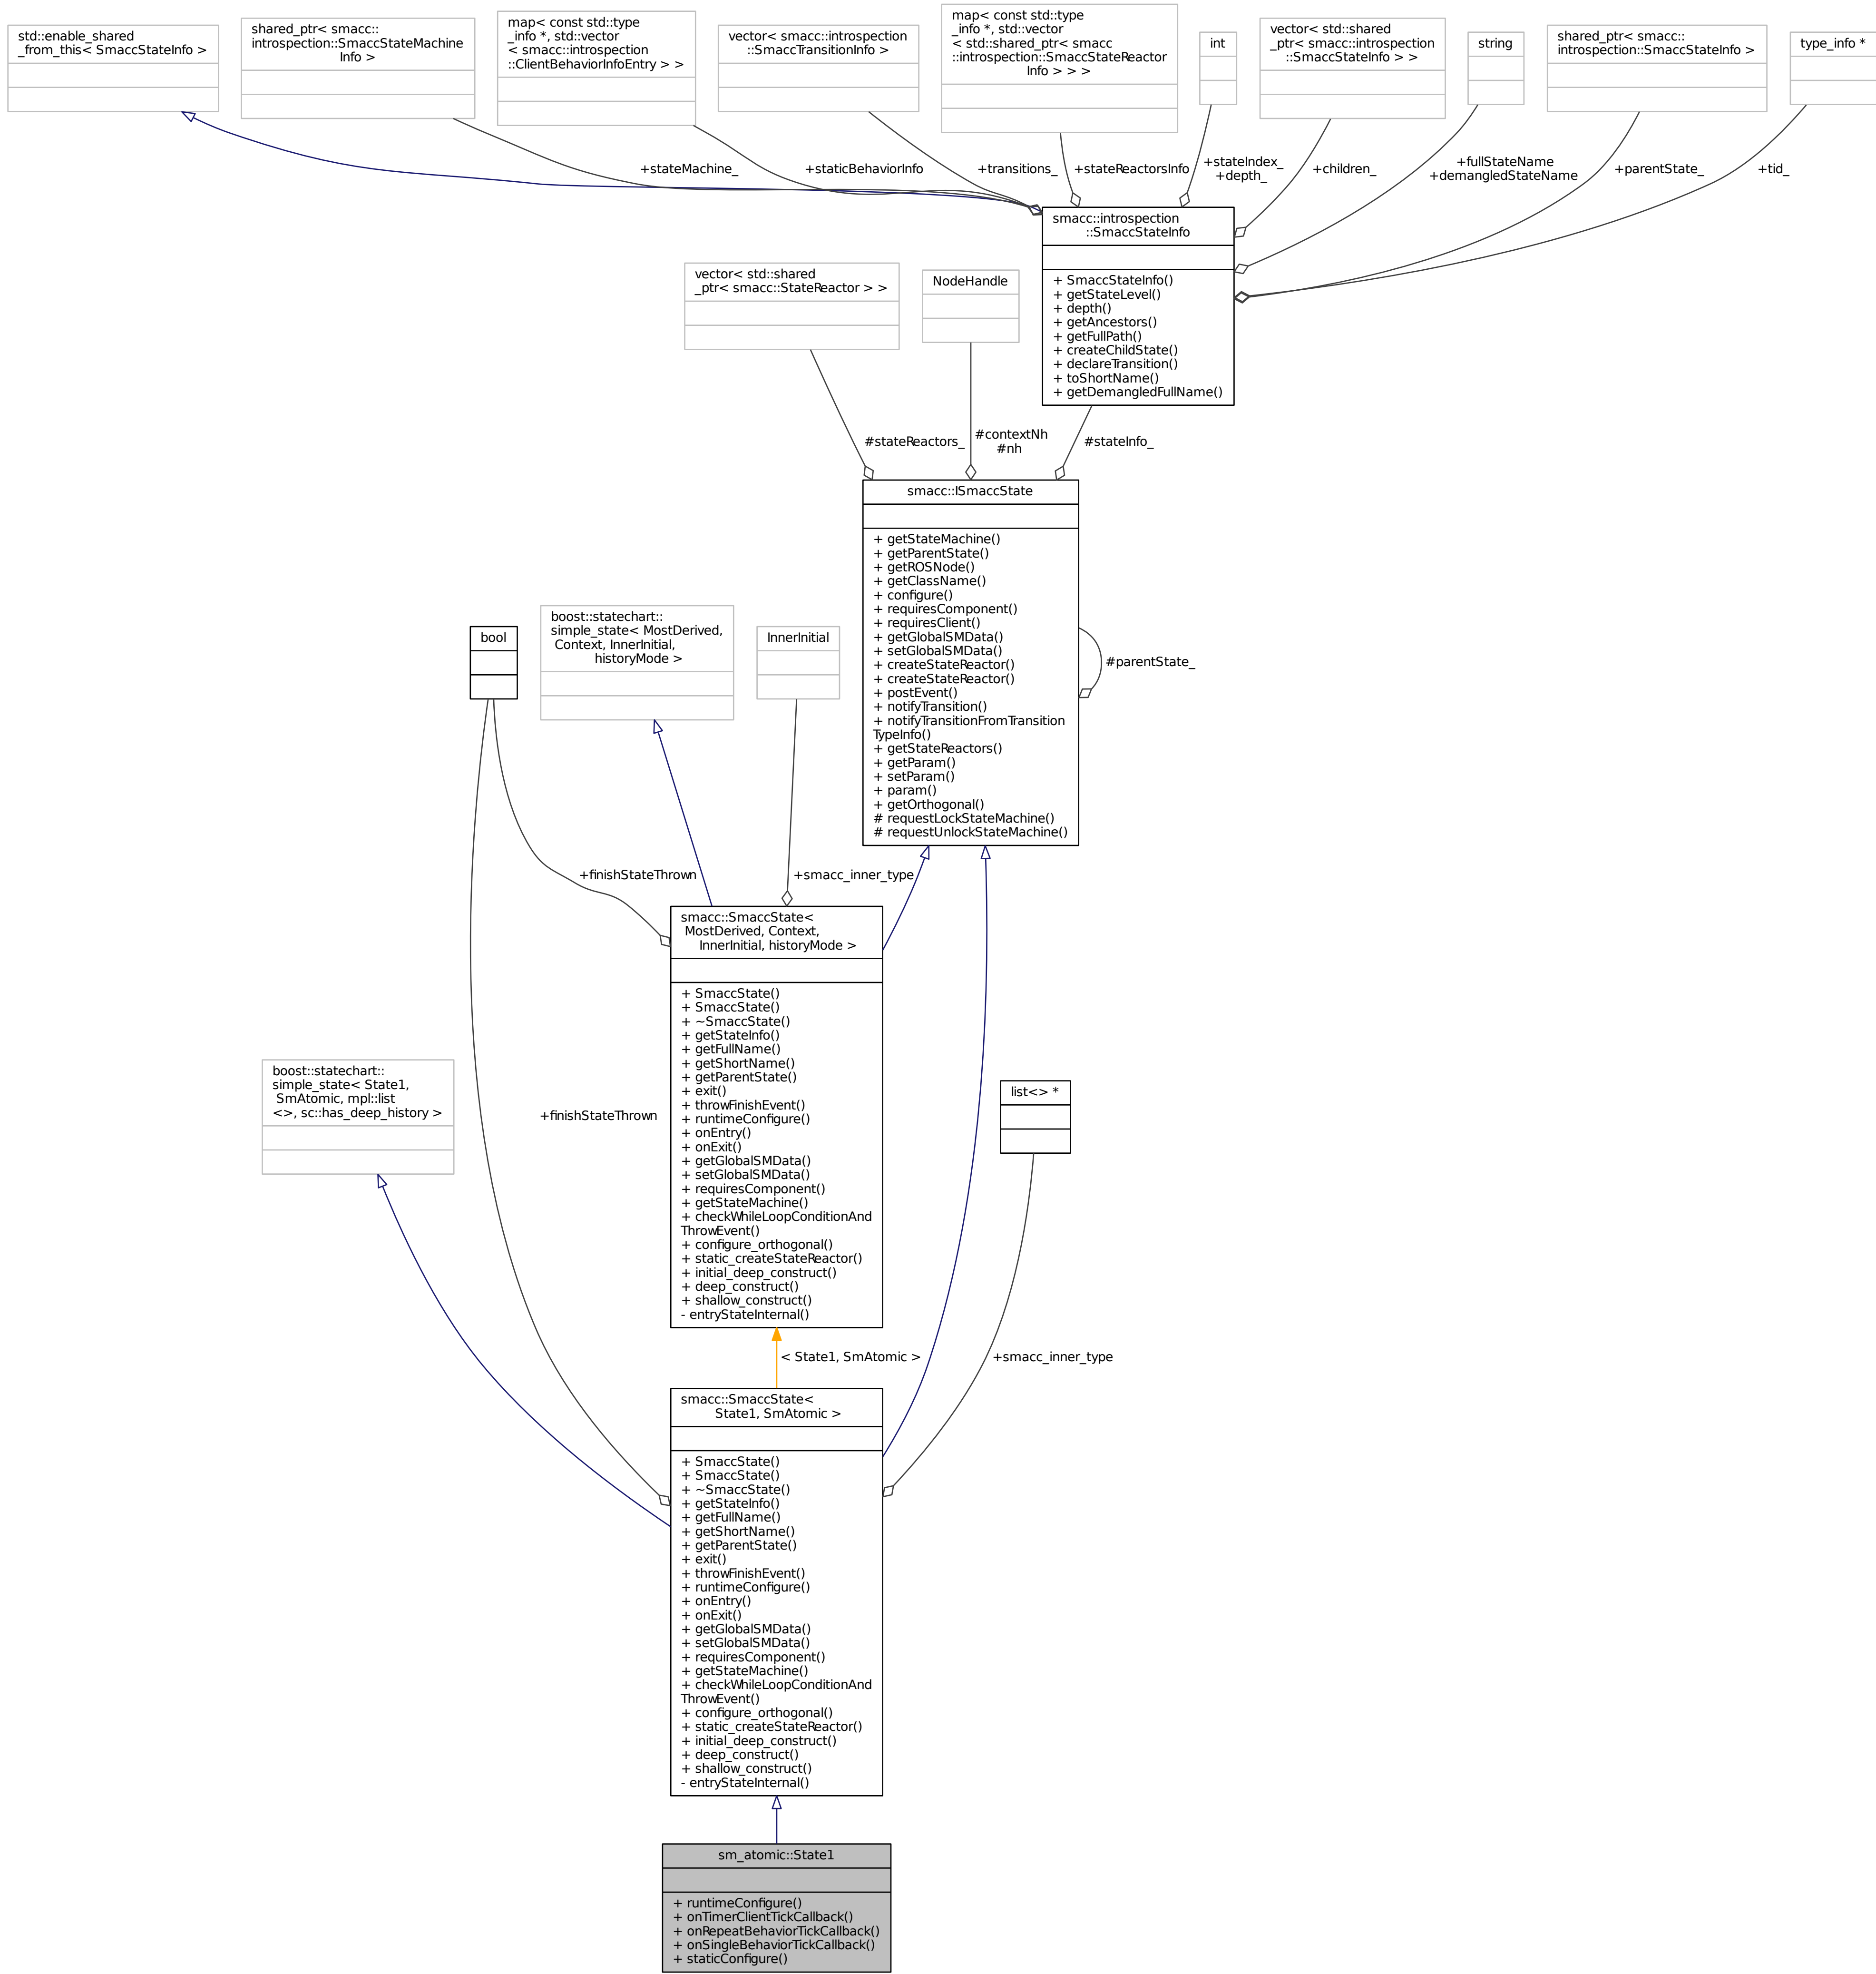 std::enable_shared
_from_this< SmaccStateInfo >
shared_ptr< smacc::
introspection::SmaccStateMachine
Info >
map< const std::type
_info *, std::vector
< smacc::introspection
::ClientBehaviorInfoEntry > >
vector< smacc::introspection
::SmaccTransitionInfo >
map< const std::type
_info *, std::vector
< std::shared_ptr< smacc
::introspection::SmaccStateReactor
Info > > >
int
vector< std::shared
_ptr< smacc::introspection
::SmaccStateInfo > >
string
shared_ptr< smacc::
introspection::SmaccStateInfo >
type_info *
+stateMachine_
+staticBehaviorInfo
+transitions_
+stateReactorsInfo
+stateIndex_
+depth_
+children_
+fullStateName
+demangledStateName
+parentState_
+tid_
smacc::introspection
::SmaccStateInfo
+ SmaccStateInfo()
+ getStateLevel()
+ depth()
+ getAncestors()
+ getFullPath()
+ createChildState()
+ declareTransition()
+ toShortName()
+ getDemangledFullName()
vector< std::shared
_ptr< smacc::StateReactor > >
NodeHandle
#stateReactors_
#contextNh
#nh
#stateInfo_
smacc::ISmaccState
+ getStateMachine()
+ getParentState()
+ getROSNode()
+ getClassName()
+ configure()
+ requiresComponent()
+ requiresClient()
+ getGlobalSMData()
+ setGlobalSMData()
+ createStateReactor()
+ createStateReactor()
+ postEvent()
+ notifyTransition()
+ notifyTransitionFromTransition
TypeInfo()
+ getStateReactors()
+ getParam()
+ setParam()
+ param()
+ getOrthogonal()
# requestLockStateMachine()
# requestUnlockStateMachine()
#parentState_
bool
boost::statechart::
simple_state< MostDerived,
Context, InnerInitial,
historyMode >
InnerInitial
+finishStateThrown
+smacc_inner_type
smacc::SmaccState<
MostDerived, Context,
InnerInitial, historyMode >
+ SmaccState()
+ SmaccState()
+ ~SmaccState()
+ getStateInfo()
+ getFullName()
+ getShortName()
+ getParentState()
+ exit()
+ throwFinishEvent()
+ runtimeConfigure()
+ onEntry()
+ onExit()
+ getGlobalSMData()
+ setGlobalSMData()
+ requiresComponent()
+ getStateMachine()
+ checkWhileLoopConditionAnd
ThrowEvent()
+ configure_orthogonal()
+ static_createStateReactor()
+ initial_deep_construct()
+ deep_construct()
+ shallow_construct()
- entryStateInternal()
boost::statechart::
simple_state< State1,
SmAtomic, mpl::list
<>, sc::has_deep_history >
+finishStateThrown
list<> *
< State1, SmAtomic >
+smacc_inner_type
smacc::SmaccState<
State1, SmAtomic >
+ SmaccState()
+ SmaccState()
+ ~SmaccState()
+ getStateInfo()
+ getFullName()
+ getShortName()
+ getParentState()
+ exit()
+ throwFinishEvent()
+ runtimeConfigure()
+ onEntry()
+ onExit()
+ getGlobalSMData()
+ setGlobalSMData()
+ requiresComponent()
+ getStateMachine()
+ checkWhileLoopConditionAnd
ThrowEvent()
+ configure_orthogonal()
+ static_createStateReactor()
+ initial_deep_construct()
+ deep_construct()
+ shallow_construct()
- entryStateInternal()
sm_atomic::State1
+ runtimeConfigure()
+ onTimerClientTickCallback()
+ onRepeatBehaviorTickCallback()
+ onSingleBehaviorTickCallback()
+ staticConfigure()